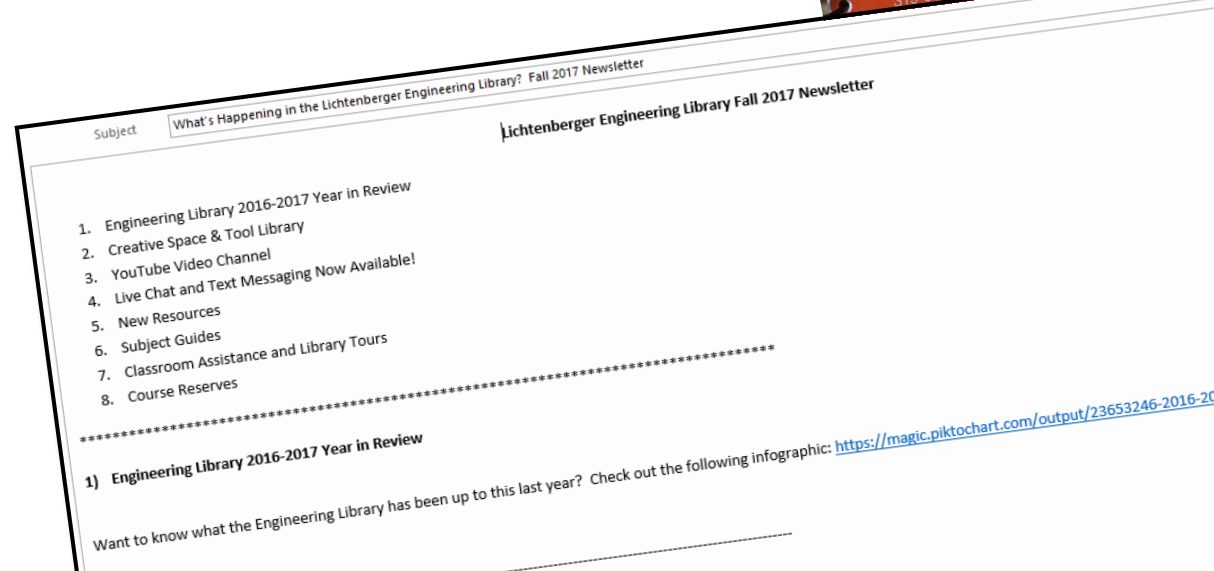 Subject What's Happening in the Lichtenberger Engineering Library? Fall 2017 Newsletter
Lichtenberger Engineering Library Fall 2017 Newsletter
1. Engineering Library 2016-2017 Year in Review
2. Creative Space & Tool Library
3. YouTube Video Channel
4. Live Chat and Text Messaging Now Available!
5. New Resources
6. Subject Guides
7. Classroom Assistance and Library Tours
8. Course Reserves
************************************************************************************
1) Engineering Library 2016-2017 Year in Review
Want to know what the Engineering Library has been up to this last year? Check out the following infographic: https://magic.piktochart.com/output/23653246-2016-20